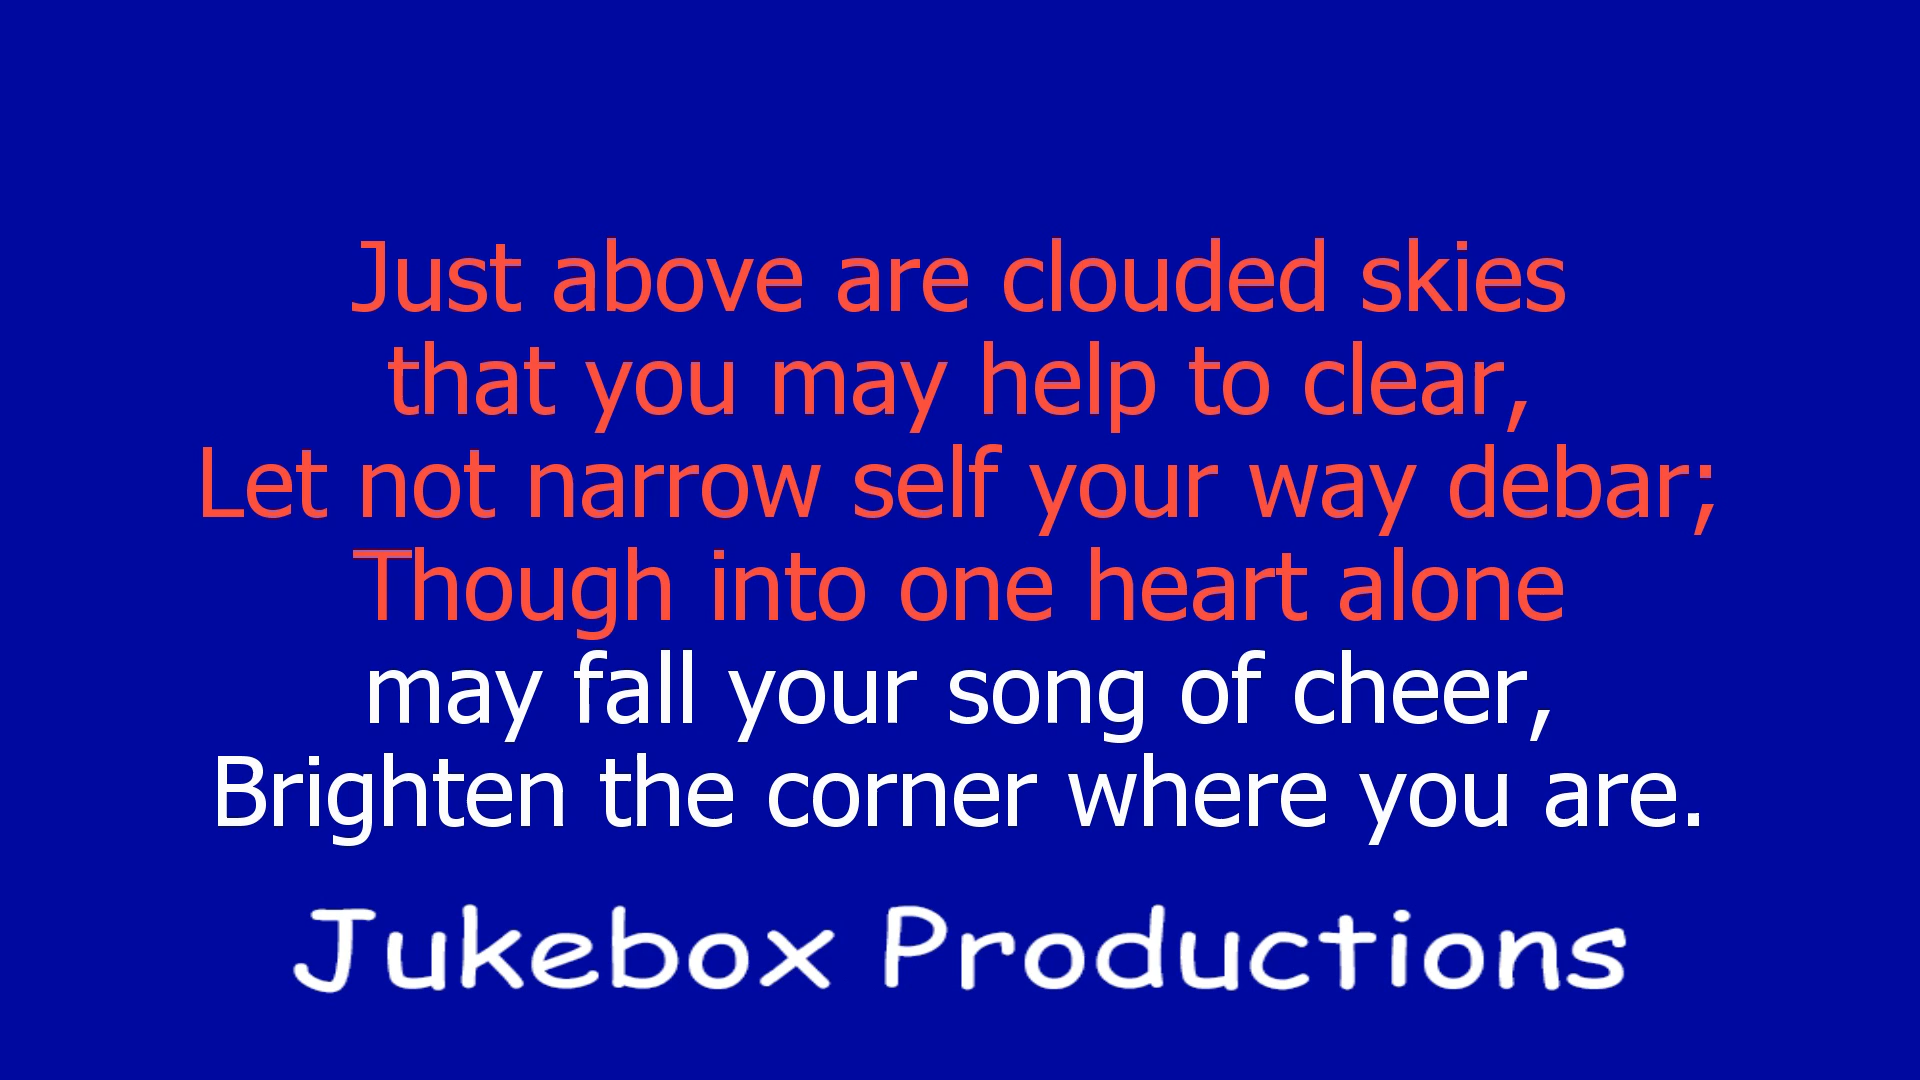 Just above are clouded skies
that you may help to clear,
Let not narrow self your way debar;
Though into one heart alone
may fall your song of cheer,
Brighten the corner where you are.
Jukebox Productions